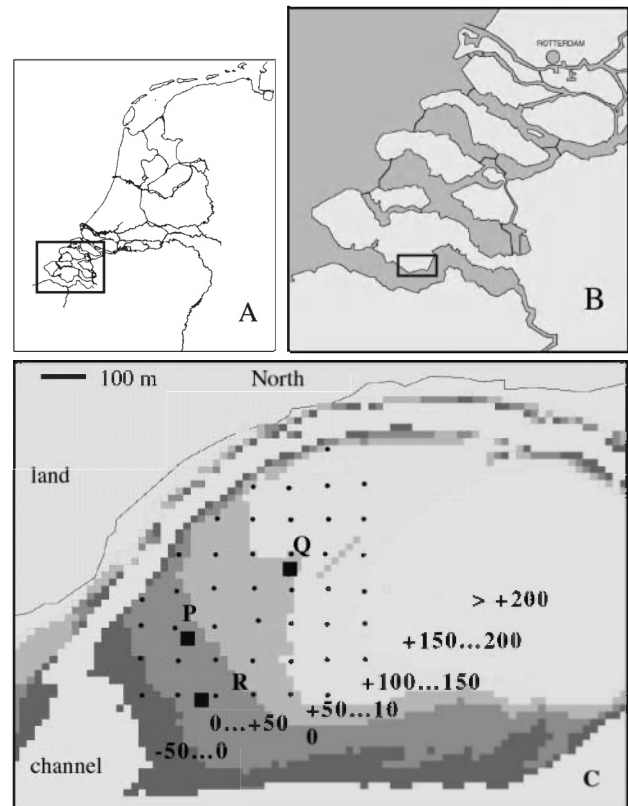 ROTTERDAM
A
B
100 m
North
land
Q
> +200
P
+150...200
R
+100...150
+50...10
0
0...+50
-50...0
channel
C